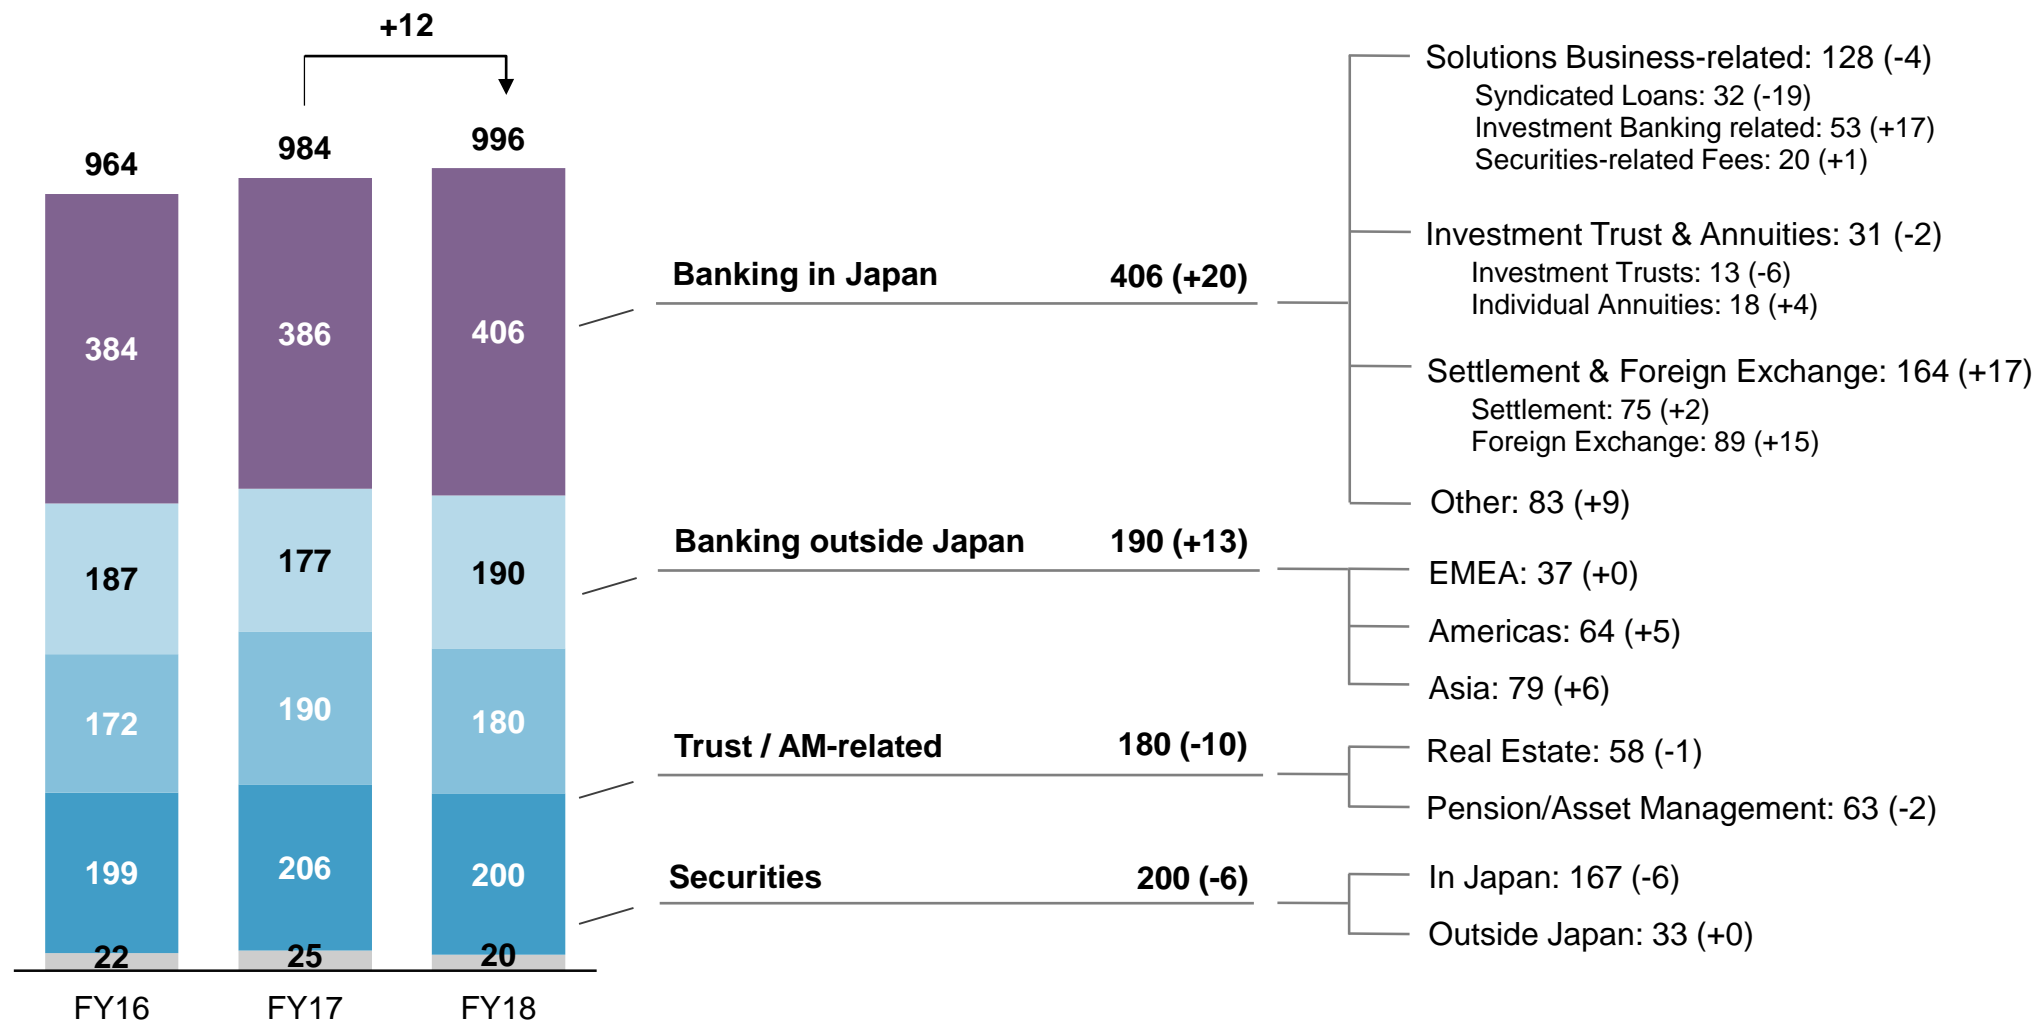 +12
964
984
996
384
386
406
187
177
190
172
190
180
199
206
200
22
25
20
FY16
FY17
FY18
Banking in Japan 406 (+20)
Banking outside Japan 190 (+13)
Trust / AM-related 180 (-10)
Securities 200 (-6)
Solutions Business-related: 128 (-4)
Syndicated Loans: 32 (-19)
Investment Banking related: 53 (+17)
Securities-related Fees: 20 (+1)
Investment Trust & Annuities: 31 (-2)
Investment Trusts: 13 (-6)
Individual Annuities: 18 (+4)
Settlement & Foreign Exchange: 164 (+17)
Settlement: 75 (+2)
Foreign Exchange: 89 (+15)
Other: 83 (+9)
EMEA: 37 (+0)
Americas: 64 (+5)
Asia: 79 (+6)
Real Estate: 58 (-1)
Pension/Asset Management: 63 (-2)
In Japan: 167 (-6)
Outside Japan: 33 (+0)